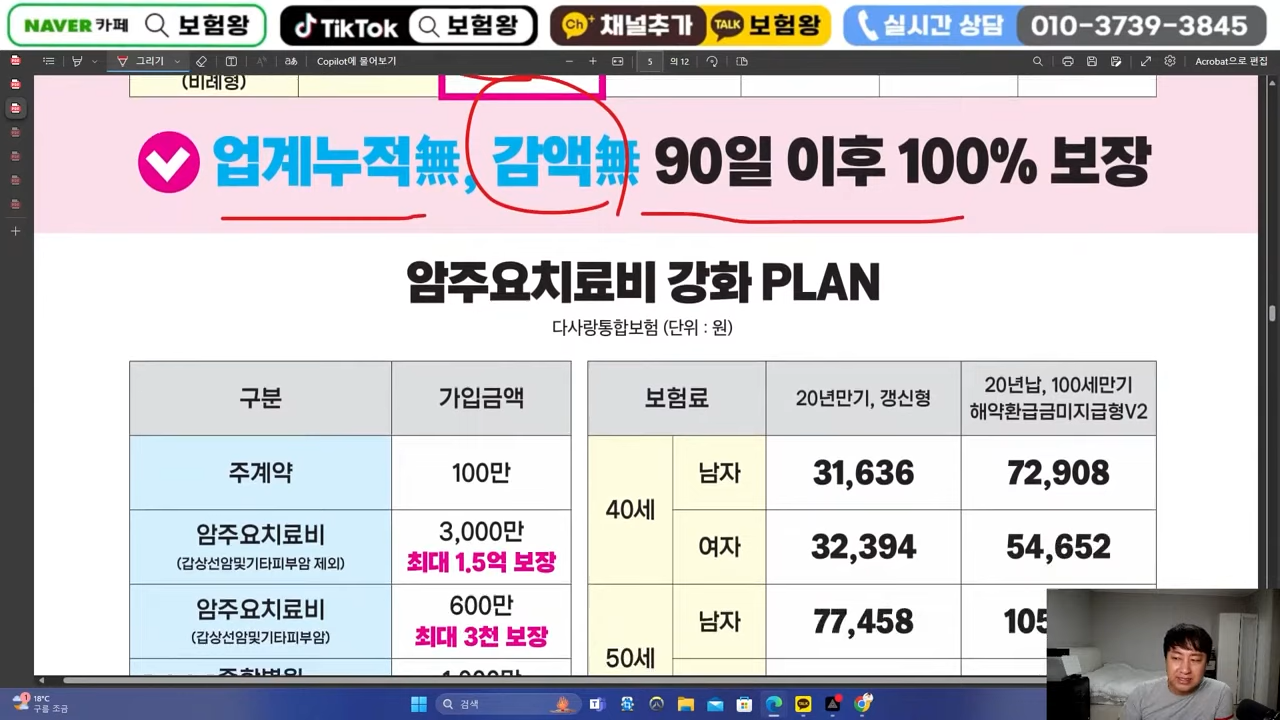 NAVER 카페 보험왕 TikTok 보험왕 Ch+ 채널추가 TALK 보험왕 실시간 상담 010-3739-3845
그리기 Copilot에 물어보기 5 의 12 Acrobat으로 편집
(비례형)
업계누적無, 감액無 90일 이후 100% 보장
암주요치료비 강화 PLAN
다사랑통합보험 (단위 : 원)
구분 가입금액 보험료 20년만기, 갱신형 20년납, 100세만기
해약환급금미지급형V2
주계약 100만 40세 남자 31,636 72,908
암주요치료비 3,000만 여자 32,394 54,652
(갑상선암및기타피부암 제외) 최대 1.5억 보장
암주요치료비 600만 50세 남자 77,458 105
(갑상선암및기타피부암) 최대 3천 보장
18°C
구름 조금
검색